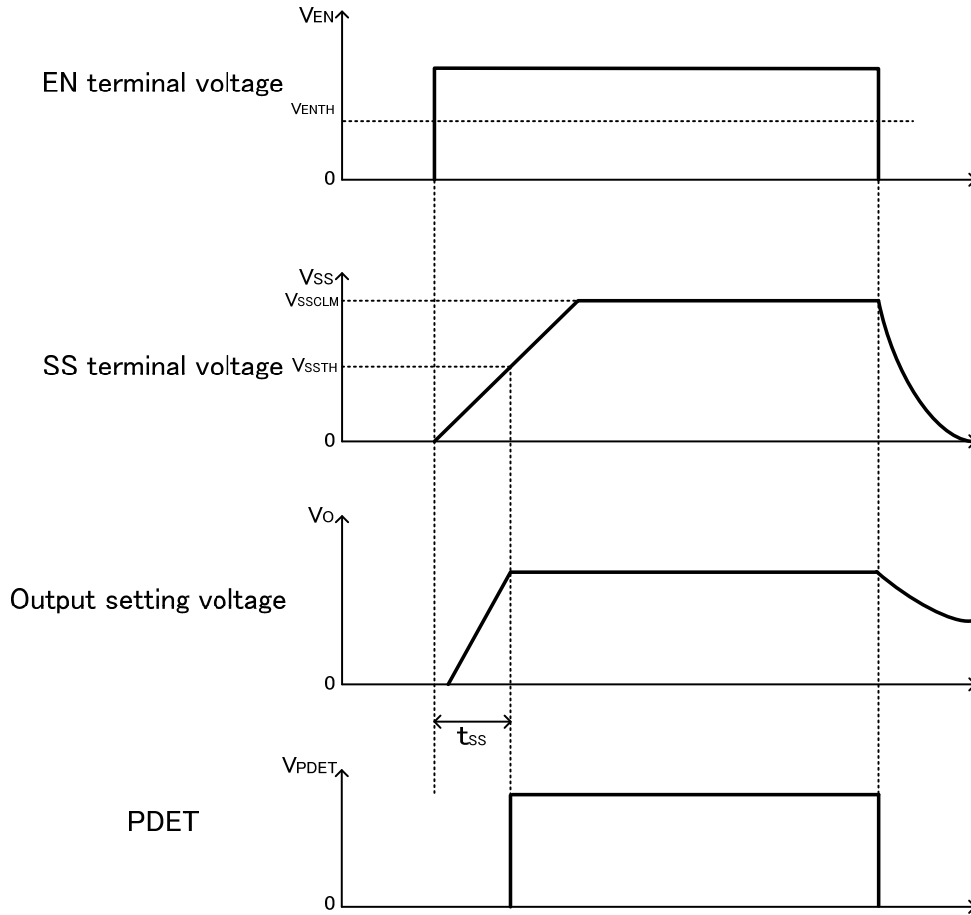 VEN
EN terminal voltage
VENTH
0
VSS
VSSCLM
SS terminal voltage
VSSTH
0
VO
Output setting voltage
0
tSS
VPDET
PDET
0